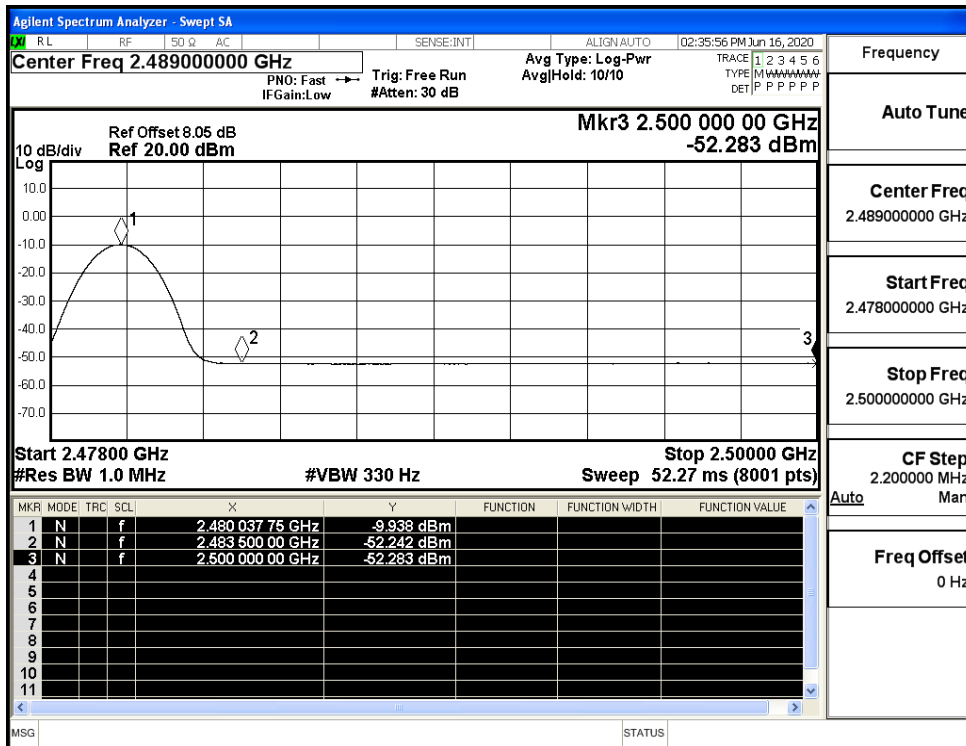 Agilent Spectrum Analyzer - Swept SA
LXI RL RF 50 Ω AC SENSE:INT ALIGN AUTO 02:35:56 PM Jun 16, 2020
Center Freq 2.489000000 GHz
PNO: Fast
IFGain:Low
Trig: Free Run
#Atten: 30 dB
Avg Type: Log-Pwr
Avg|Hold: 10/10
TRACE 1 2 3 4 5 6
TYPE M W W W W W
DET P P P P P P
Ref Offset 8.05 dB
10 dB/div Ref 20.00 dBm
Log
Mkr3 2.500 000 00 GHz
-52.283 dBm
10.0
0.00
-10.0
-20.0
-30.0
-40.0
-50.0
-60.0
-70.0
1
2
3
Start 2.47800 GHz Stop 2.50000 GHz
#Res BW 1.0 MHz #VBW 330 Hz Sweep 52.27 ms (8001 pts)
MKR MODE TRC SCL X Y FUNCTION FUNCTION WIDTH FUNCTION VALUE
1 N f 2.480 037 75 GHz -9.938 dBm
2 N f 2.483 500 00 GHz -52.242 dBm
3 N f 2.500 000 00 GHz -52.283 dBm
4
5
6
7
8
9
10
11
MSG STATUS
Frequency
Auto Tune
Center Freq
2.489000000 GHz
Start Freq
2.478000000 GHz
Stop Freq
2.500000000 GHz
CF Step
2.200000 MHz
Auto Man
Freq Offset
0 Hz